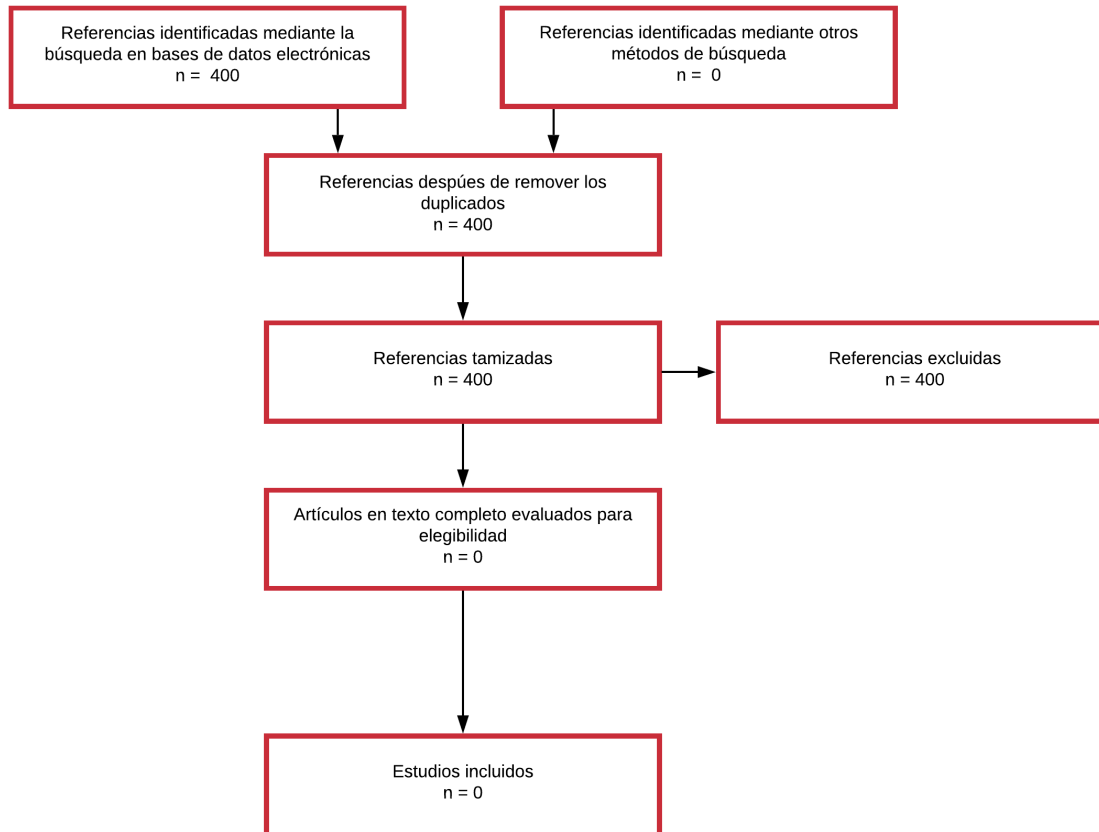 Referencias identificadas mediante la
búsqueda en bases de datos electrónicas
n =  400
Referencias identificadas mediante otros
métodos de búsqueda
n =  0
Referencias despúes de remover los
duplicados
n = 400
Referencias tamizadas
n = 400
Referencias excluidas
n = 400
Artículos en texto completo evaluados para
elegibilidad
n = 0
Estudios incluidos
n = 0